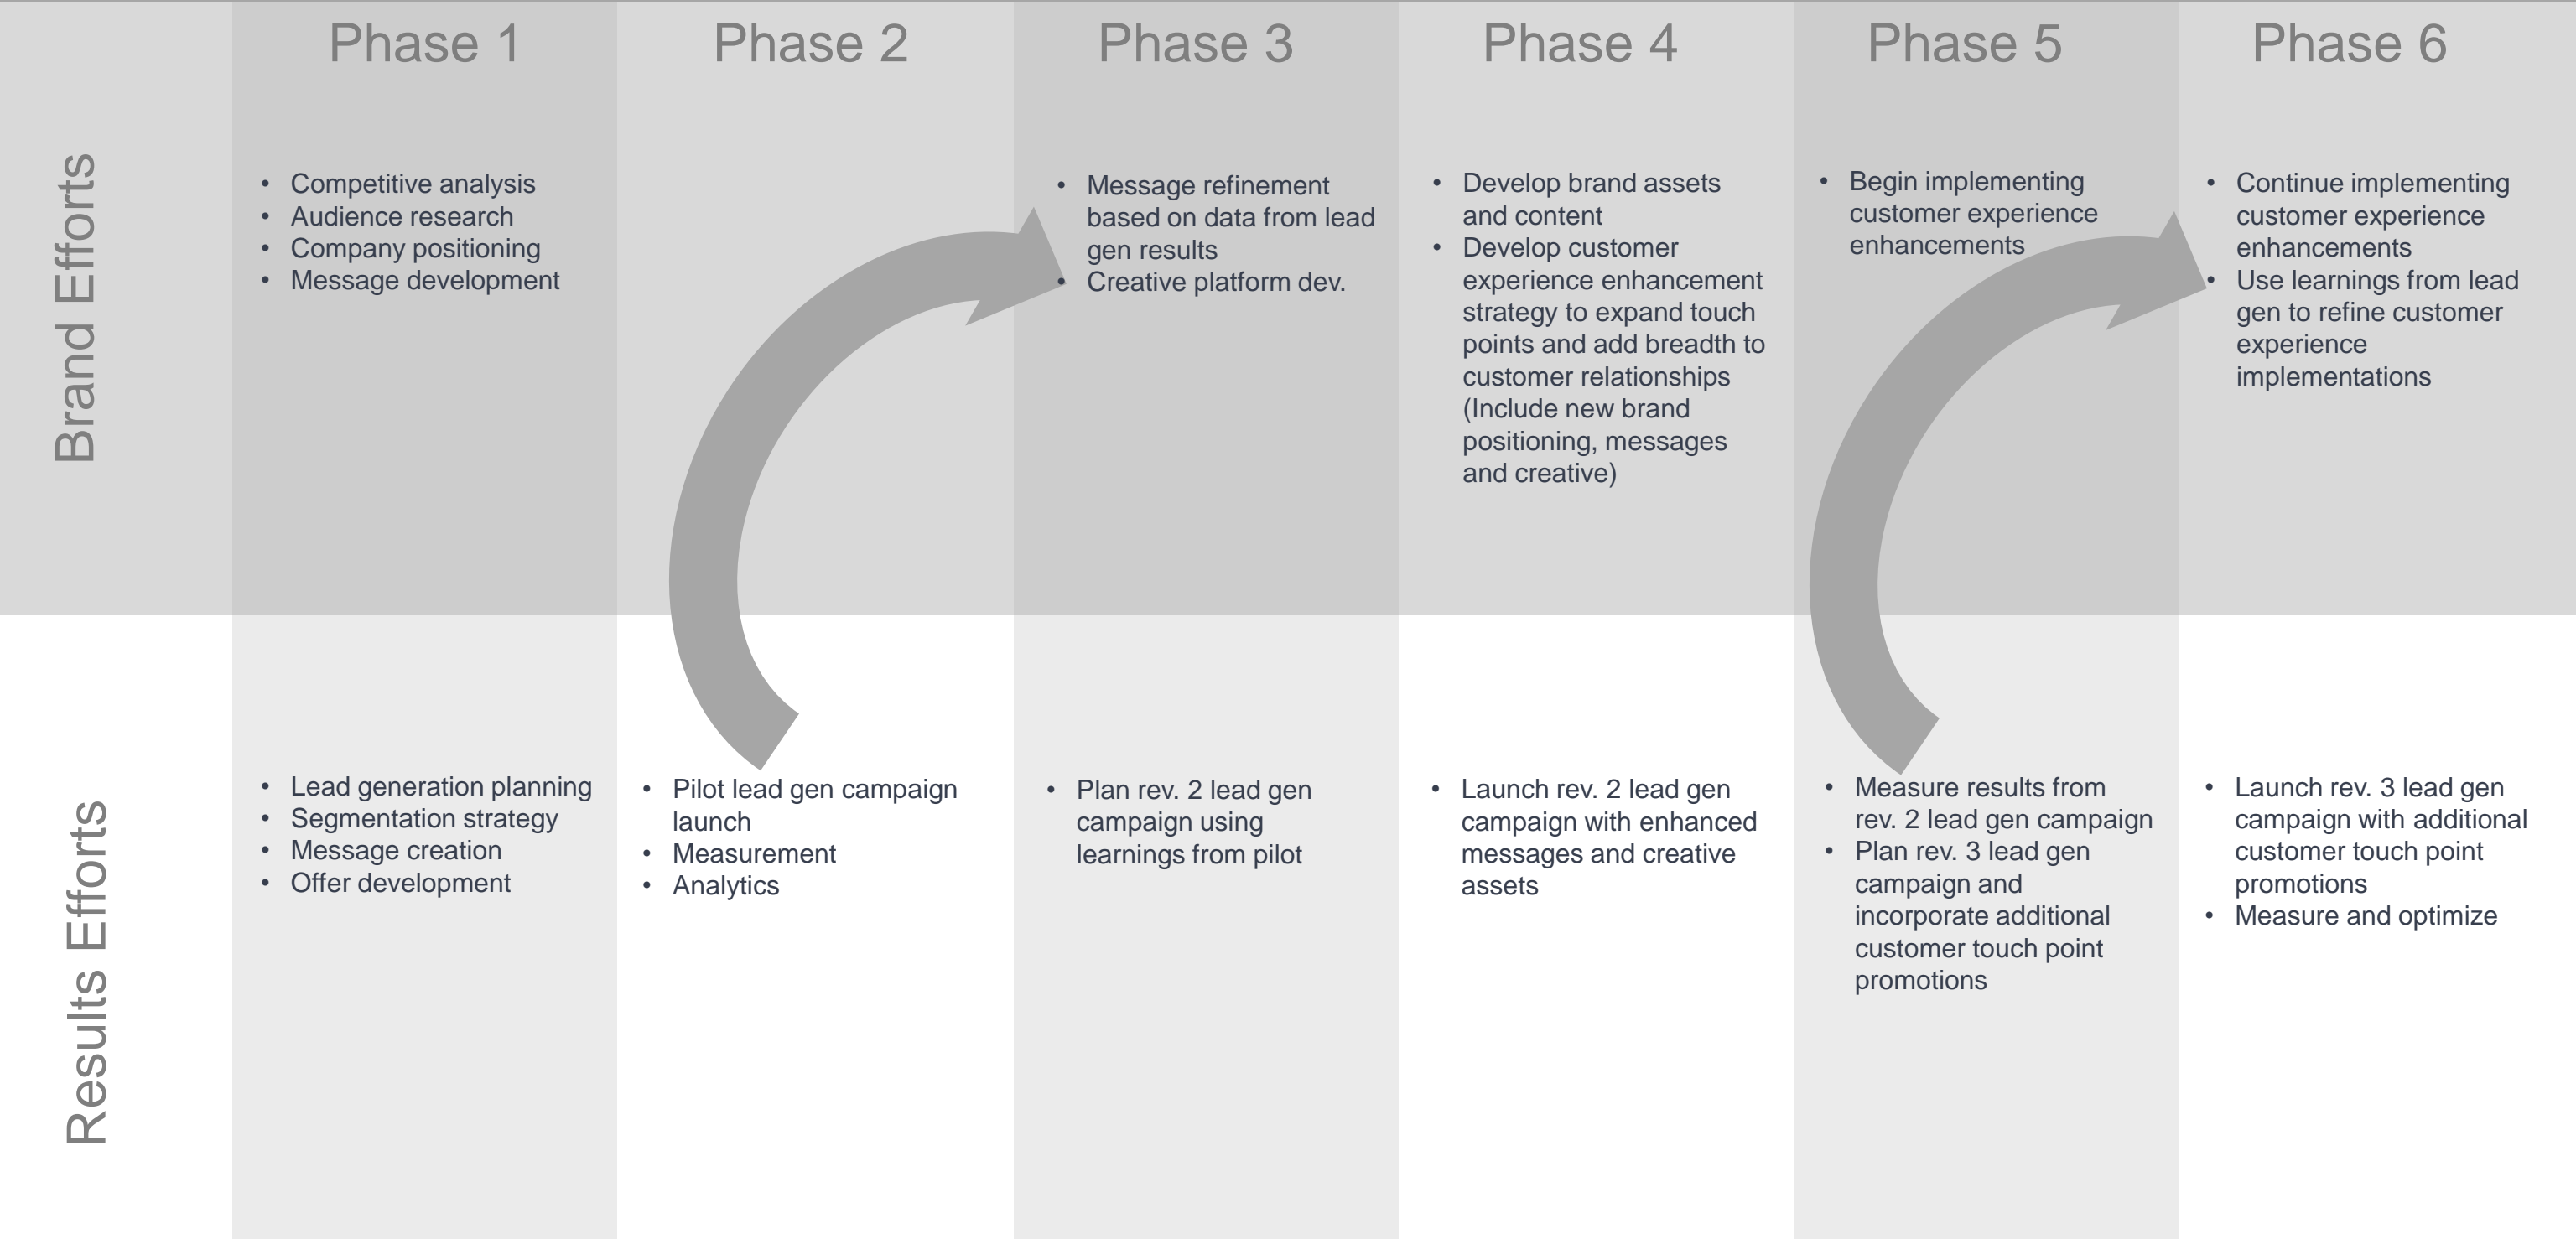 Phase 1
Phase 2
Phase 3
Phase 4
Phase 5
Phase 6
Brand Efforts
• Competitive analysis
• Audience research
• Company positioning
• Message development
• Message refinement
based on data from lead
gen results
• Creative platform dev.
• Develop brand assets
and content
• Develop customer
experience enhancement
strategy to expand touch
points and add breadth to
customer relationships
(Include new brand
positioning, messages
and creative)
• Begin implementing
customer experience
enhancements
• Continue implementing
customer experience
enhancements
• Use learnings from lead
gen to refine customer
experience
implementations
Results Efforts
• Lead generation planning
• Segmentation strategy
• Message creation
• Offer development
• Pilot lead gen campaign
launch
• Measurement
• Analytics
• Plan rev. 2 lead gen
campaign using
learnings from pilot
• Launch rev. 2 lead gen
campaign with enhanced
messages and creative
assets
• Measure results from
rev. 2 lead gen campaign
• Plan rev. 3 lead gen
campaign and
incorporate additional
customer touch point
promotions
• Launch rev. 3 lead gen
campaign with additional
customer touch point
promotions
• Measure and optimize